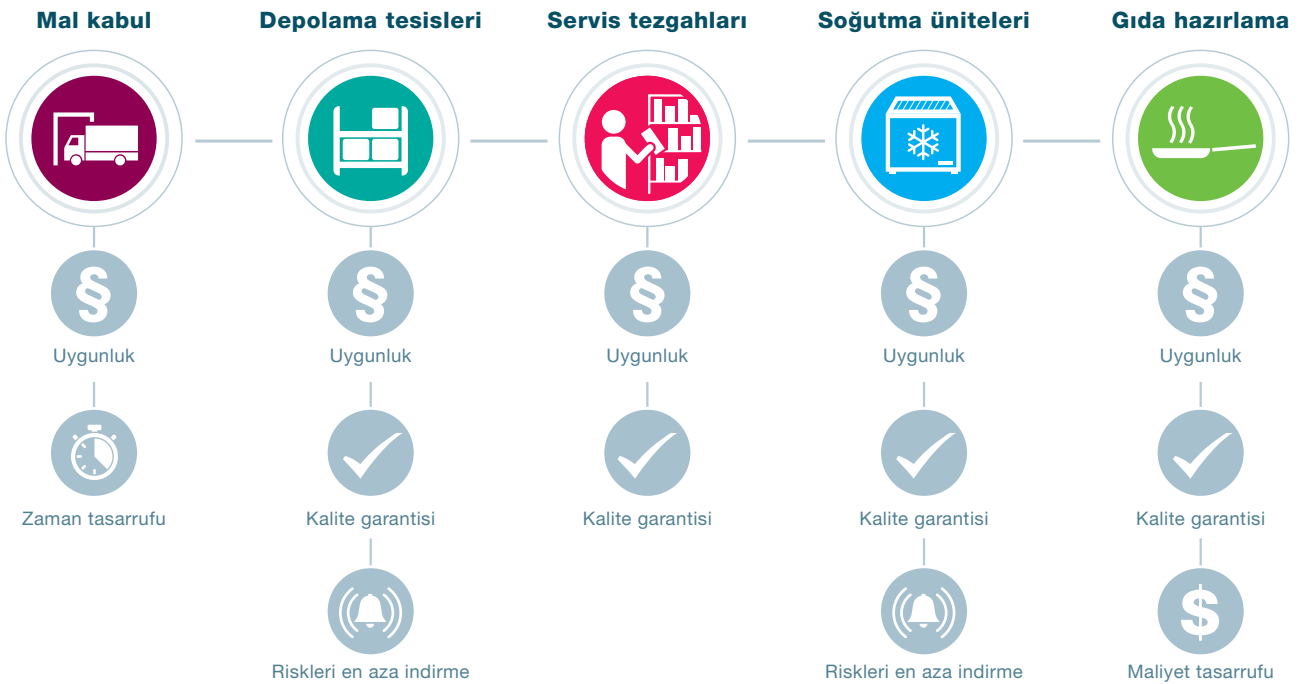 Mal kabul
Depolama tesisleri
Servis tezgahları
Soğutma üniteleri
Gıda hazırlama
§
§
§
§
§
Uygunluk
Uygunluk
Uygunluk
Uygunluk
Uygunluk
Zaman tasarrufu
Kalite garantisi
Kalite garantisi
Kalite garantisi
Kalite garantisi
$
Riskleri en aza indirme
Riskleri en aza indirme
Maliyet tasarrufu